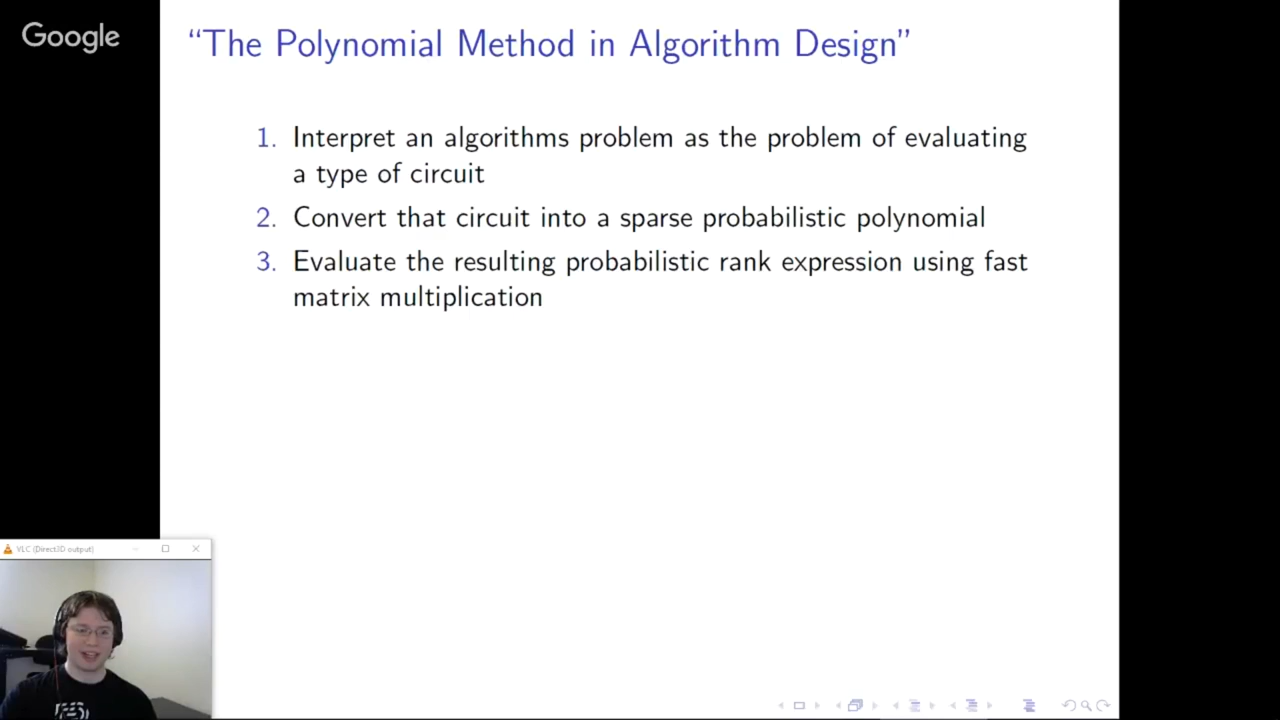 Google
“The Polynomial Method in Algorithm Design”
1. Interpret an algorithms problem as the problem of evaluating
a type of circuit
2. Convert that circuit into a sparse probabilistic polynomial
3. Evaluate the resulting probabilistic rank expression using fast
matrix multiplication
VLC (Direct3D output)